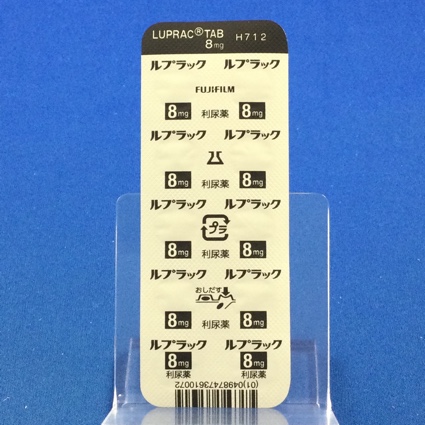 LUPRAC®TAB
8mg H712
ルプラック ルプラック
FUJIFILM
8mg 利尿薬 8mg
ルプラック ルプラック
8mg 8mg
ルプラック ルプラック
プラ
8mg 利尿薬 8mg
ルプラック ルプラック
おしだす
8mg 利尿薬 8mg
ルプラック ルプラック
8mg 8mg
利尿薬 利尿薬
(01)04987473610072